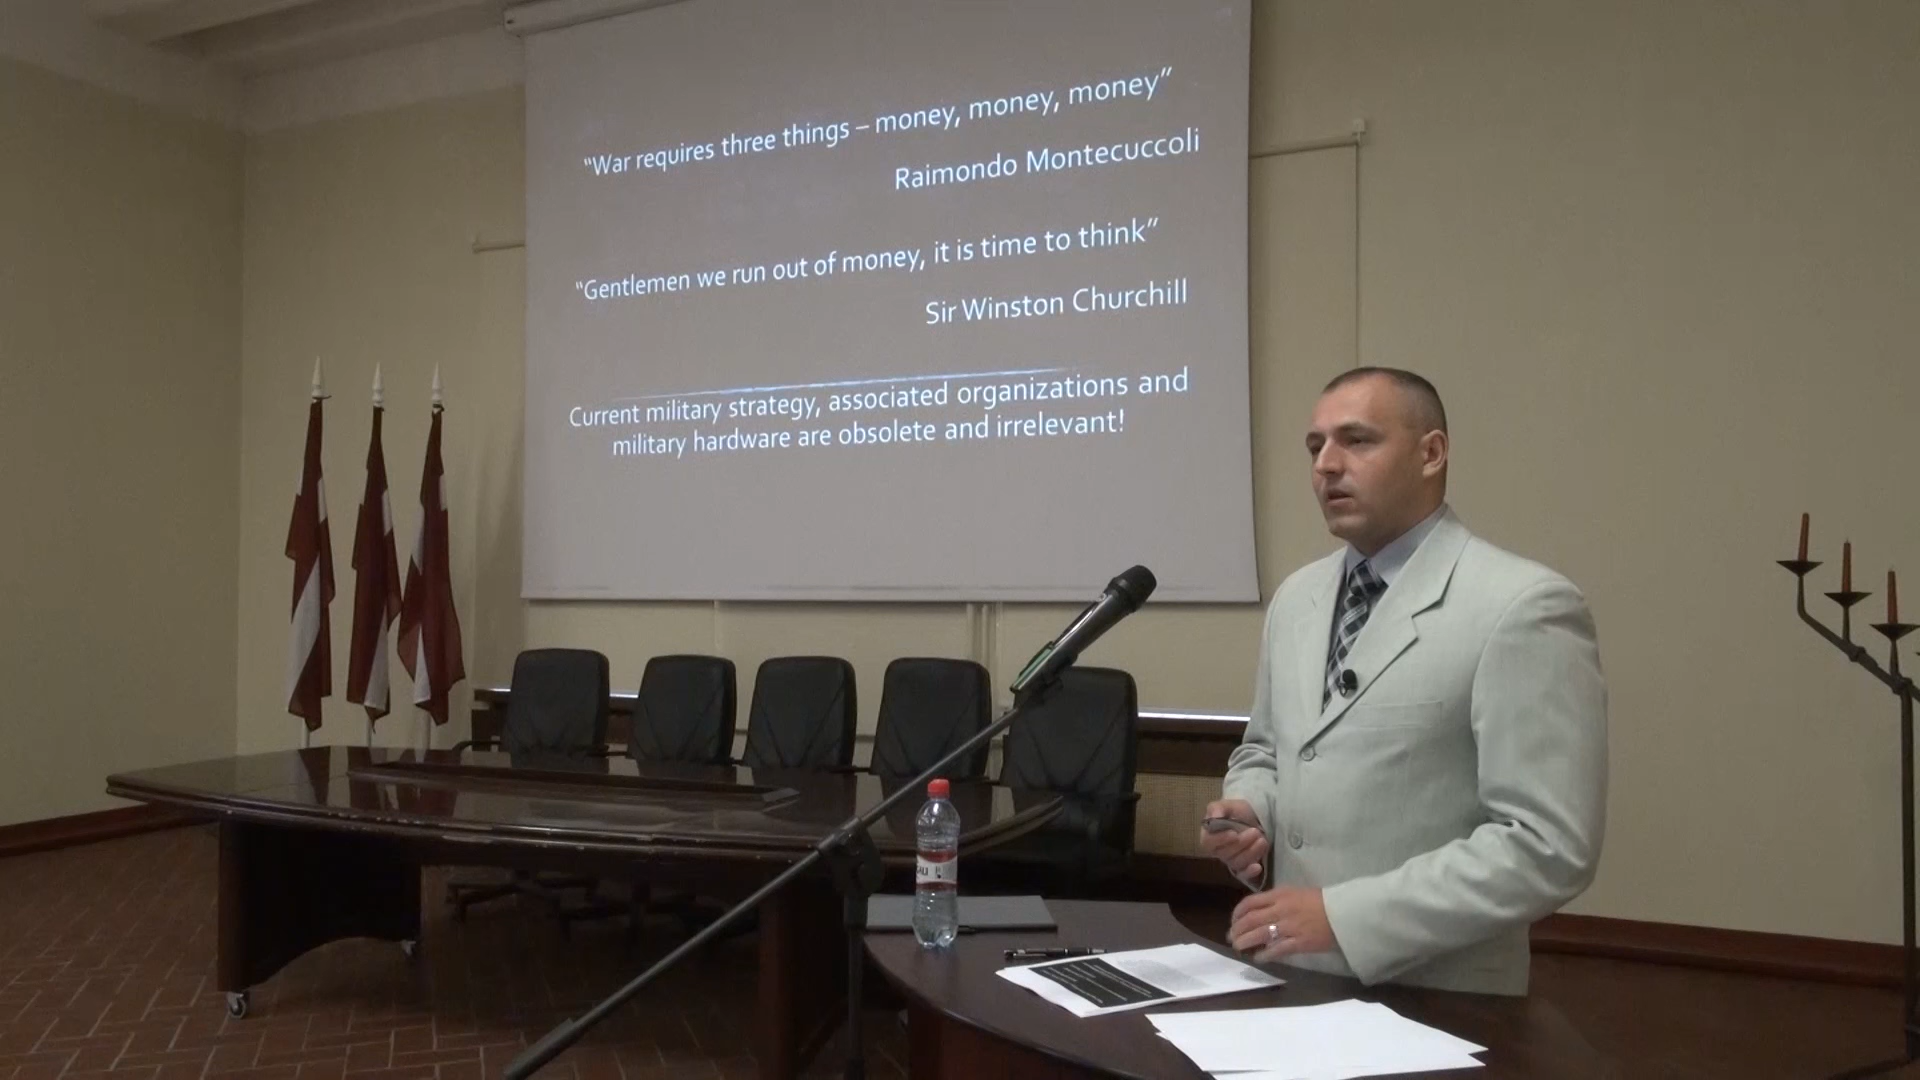 “War requires three things – money, money, money”
Raimondo Montecuccoli
“Gentlemen we run out of money, it is time to think”
Sir Winston Churchill
Current military strategy, associated organizations and
military hardware are obsolete and irrelevant!